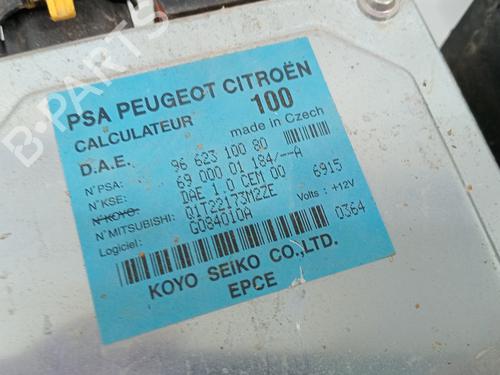 PSA PEUGEOT CITROËN
CALCULATEUR 100
D.A.E. made in Czech
N°PSA: 96 623 100 80
N°KSE: 69 000 01 184/--A
N°KOYO: DAE 1.0 CEM 00 6915
N°MITSUBISHI: Q1T22173M2ZE Volts : +12V
Logiciel: G084010A 0364
KOYO SEIKO CO.,LTD.
EPCE
B-PARTS